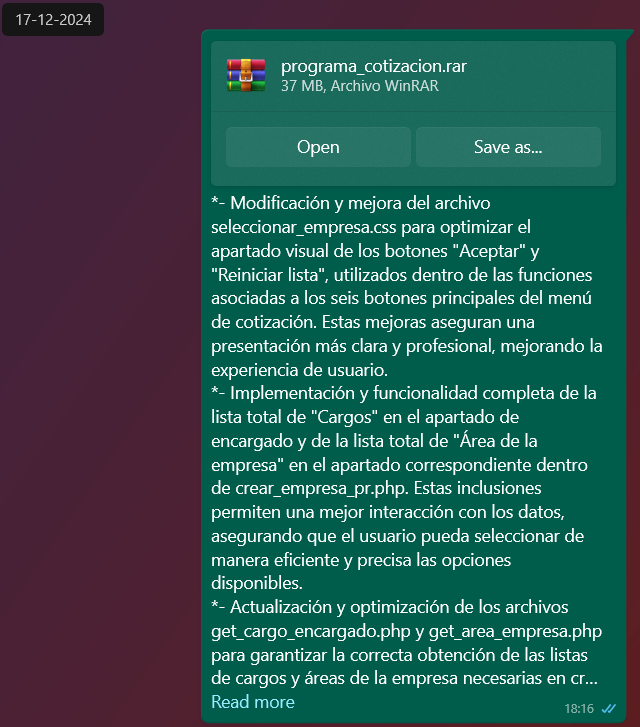 17-12-2024
programa_cotizacion.rar
37 MB, Archivo WinRAR
Open
Save as...
*- Modificación y mejora del archivo
seleccionar_empresa.css para optimizar el
apartado visual de los botones "Aceptar" y
"Reiniciar lista", utilizados dentro de las funciones
asociadas a los seis botones principales del menú
de cotización. Estas mejoras aseguran una
presentación más clara y profesional, mejorando la
experiencia de usuario.
*- Implementación y funcionalidad completa de la
lista total de "Cargos" en el apartado de
encargado y de la lista total de "Área de la
empresa" en el apartado correspondiente dentro
de crear_empresa_pr.php. Estas inclusiones
permiten una mejor interacción con los datos,
asegurando que el usuario pueda seleccionar de
manera eficiente y precisa las opciones
disponibles.
*- Actualización y optimización de los archivos
get_cargo_encargado.php y get_area_empresa.php
para garantizar la correcta obtención de las listas
de cargos y áreas de la empresa necesarias en cr...
Read more
18:16